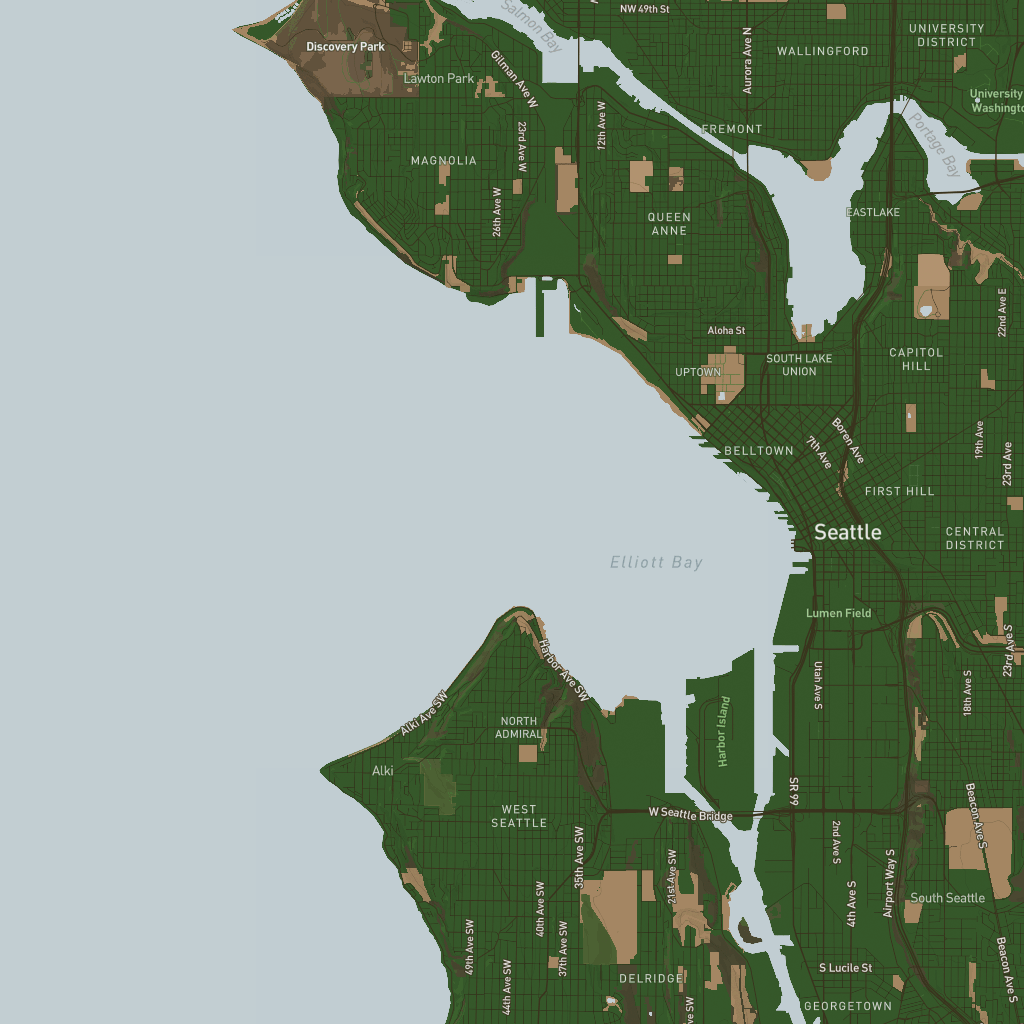 NW 49th St
Salmon Bay
Discovery Park
Lawton Park
Gilman Ave W
Aurora Ave N
WALLINGFORD
UNIVERSITY
DISTRICT
University
Washingto
Portage Bay
FREMONT
12th Ave W
23rd Ave W
MAGNOLIA
26th Ave W
QUEEN
ANNE
EASTLAKE
22nd Ave E
Aloha St
SOUTH LAKE
UNION
UPTOWN
CAPITOL
HILL
BELLTOWN
7th Ave
Boren Ave
19th Ave
23rd Ave
FIRST HILL
Seattle
CENTRAL
DISTRICT
Elliott Bay
Lumen Field
Harbor Ave SW
Alki Ave SW
NORTH
ADMIRAL
Harbor Island
Utah Ave S
18th Ave S
23rd Ave S
Alki
WEST
SEATTLE
W Seattle Bridge
SR 99
2nd Ave S
Beacon Ave S
35th Ave SW
21st Ave SW
40th Ave SW
4th Ave S
Airport Way S
South Seattle
49th Ave SW
37th Ave SW
44th Ave SW
DELRIDGE
S Lucile St
Beacon Ave S
GEORGETOWN
ve SW